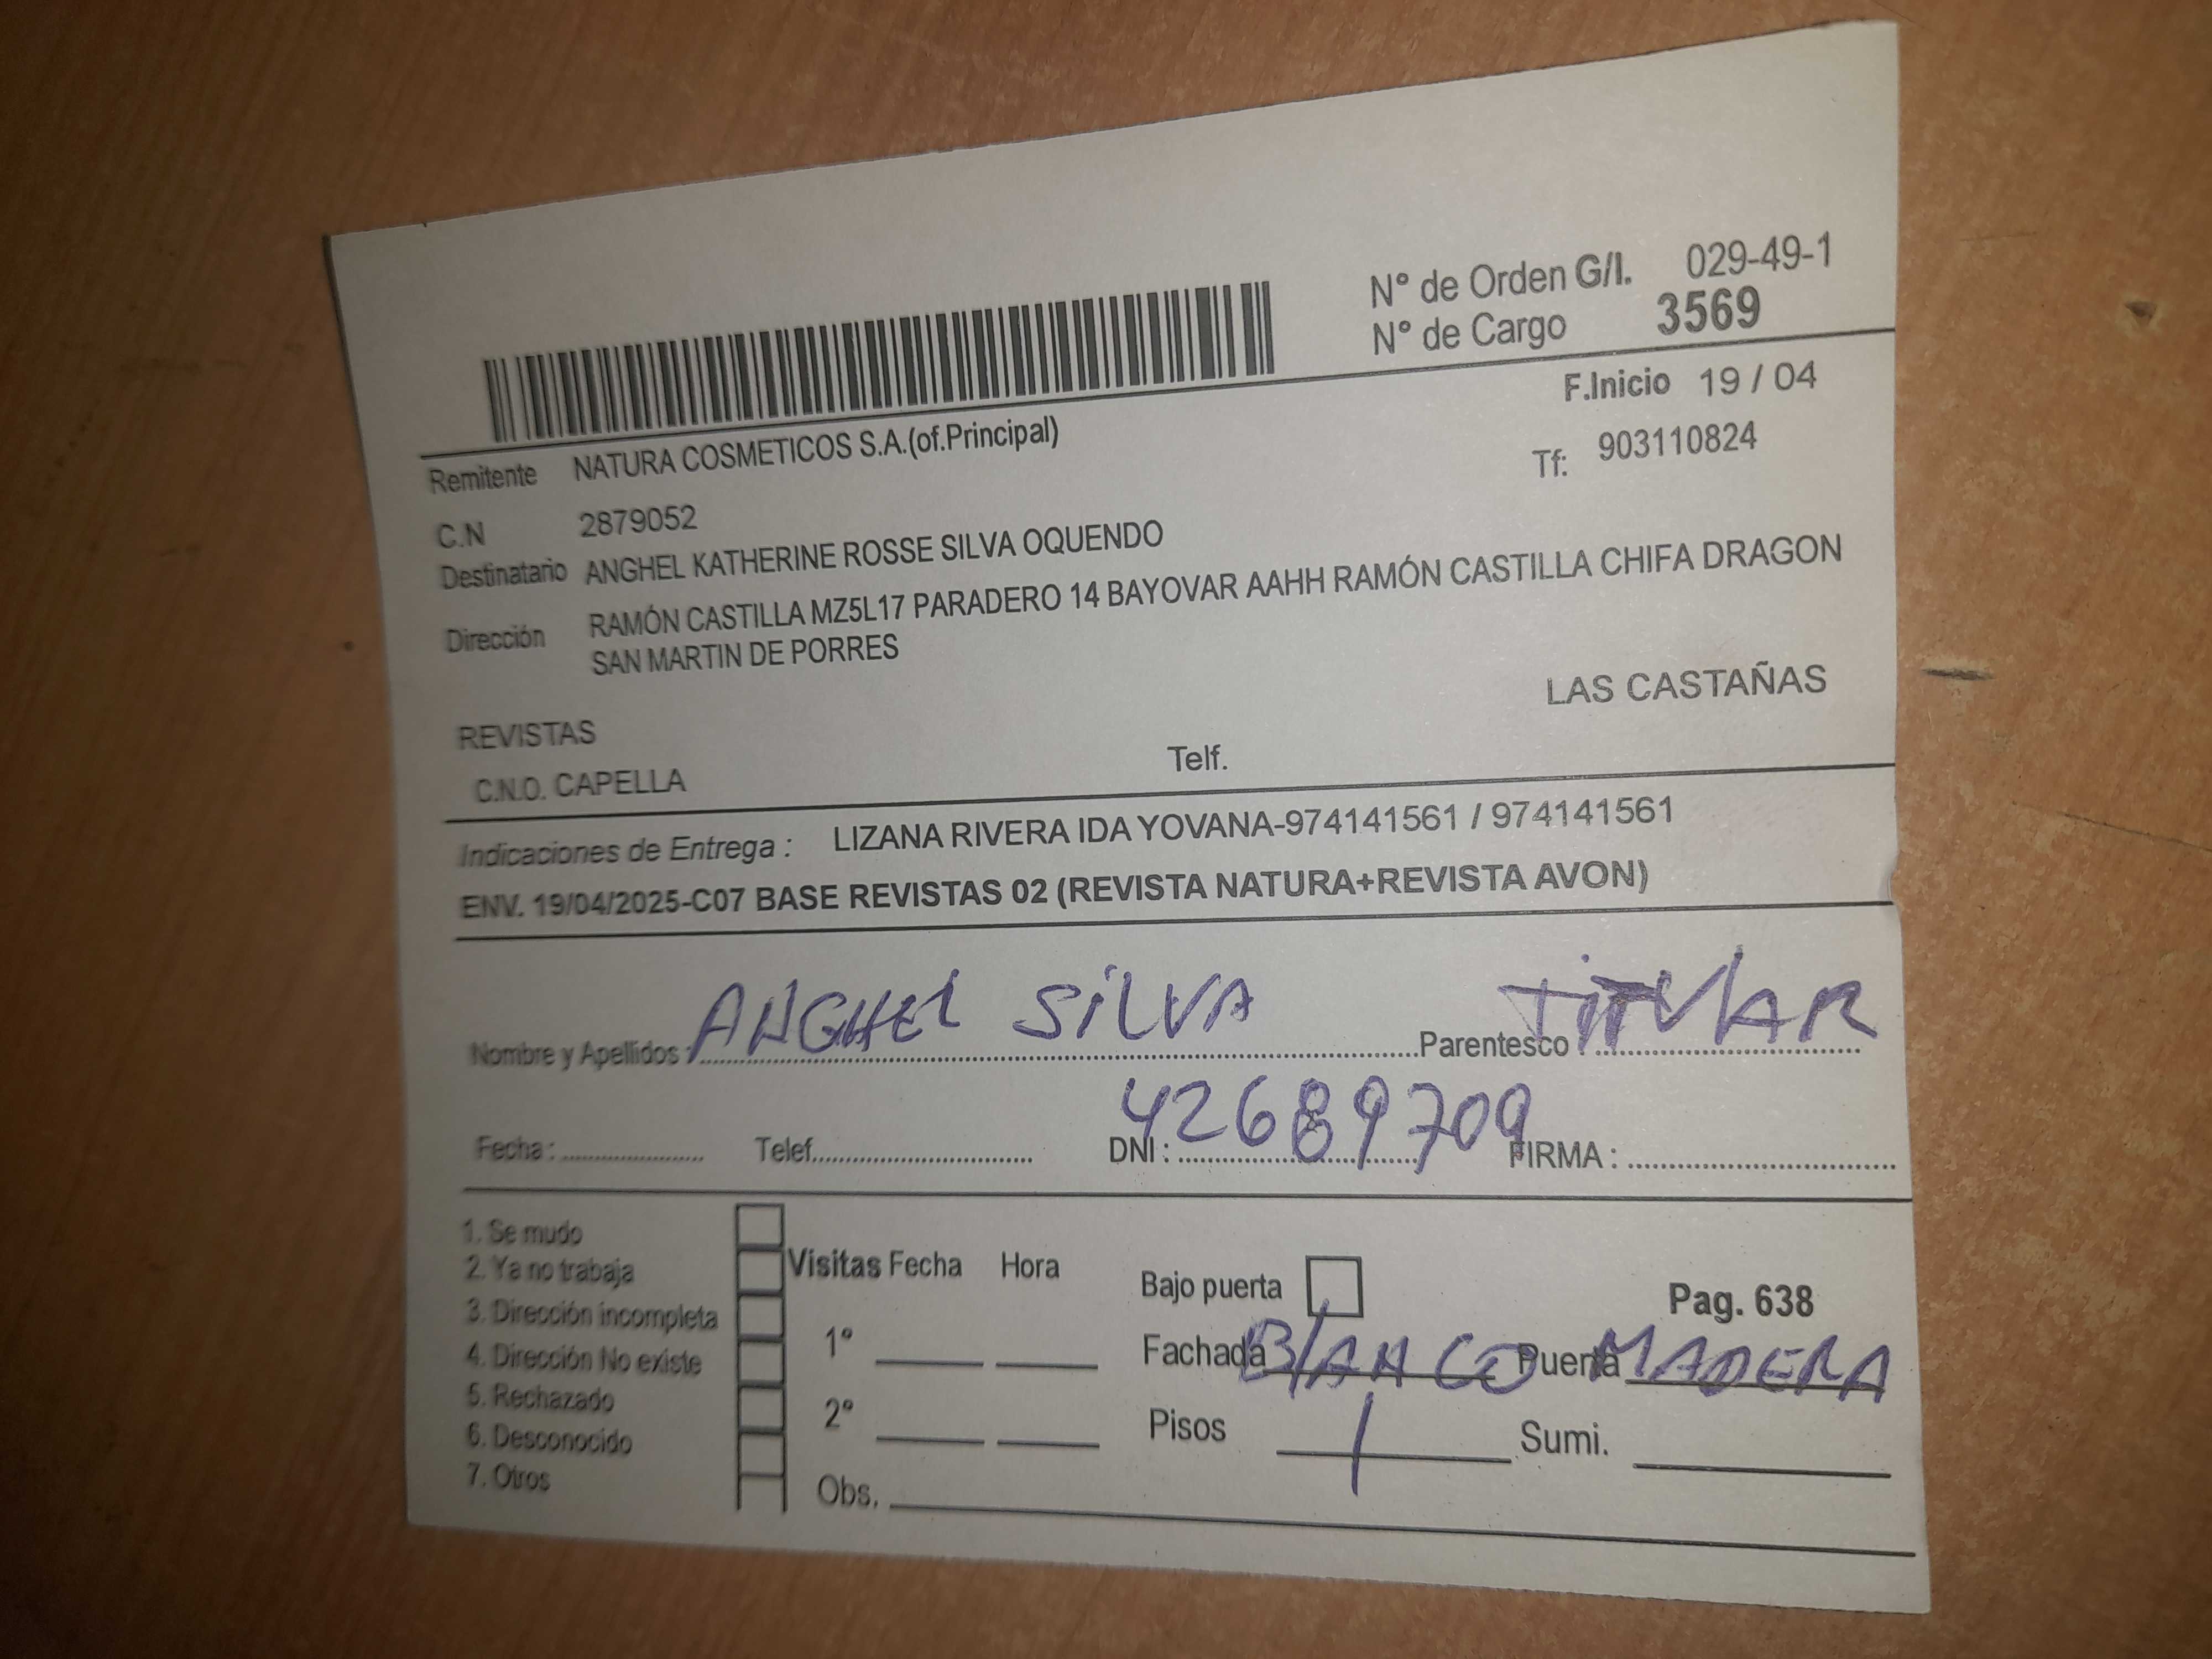 N° de Orden G/I. 029-49-1
N° de Cargo 3569
F.Inicio 19 / 04
Remitente NATURA COSMETICOS S.A.(of.Principal)
Tf: 903110824
C.N 2879052
Destinatario ANGHEL KATHERINE ROSSE SILVA OQUENDO
Dirección RAMÓN CASTILLA MZ5L17 PARADERO 14 BAYOVAR AAHH RAMÓN CASTILLA CHIFA DRAGON
SAN MARTIN DE PORRES
LAS CASTAÑAS
REVISTAS
C.N.O. CAPELLA Telf.
Indicaciones de Entrega : LIZANA RIVERA IDA YOVANA-974141561 / 974141561
ENV. 19/04/2025-C07 BASE REVISTAS 02 (REVISTA NATURA+REVISTA AVON)
Nombre y Apellidos : ANGHEL SILVA Parentesco : TITULAR
Fecha : Telef. DNI : 42689709 FIRMA :
1. Se mudo
2. Ya no trabaja
3. Dirección incompleta
4. Dirección No existe
5. Rechazado
6. Desconocido
7. Otros
Visitas Fecha Hora
1°
2°
Obs.
Bajo puerta Pag. 638
Fachada BLANCO Puerta MADERA
Pisos 1 Sumi.